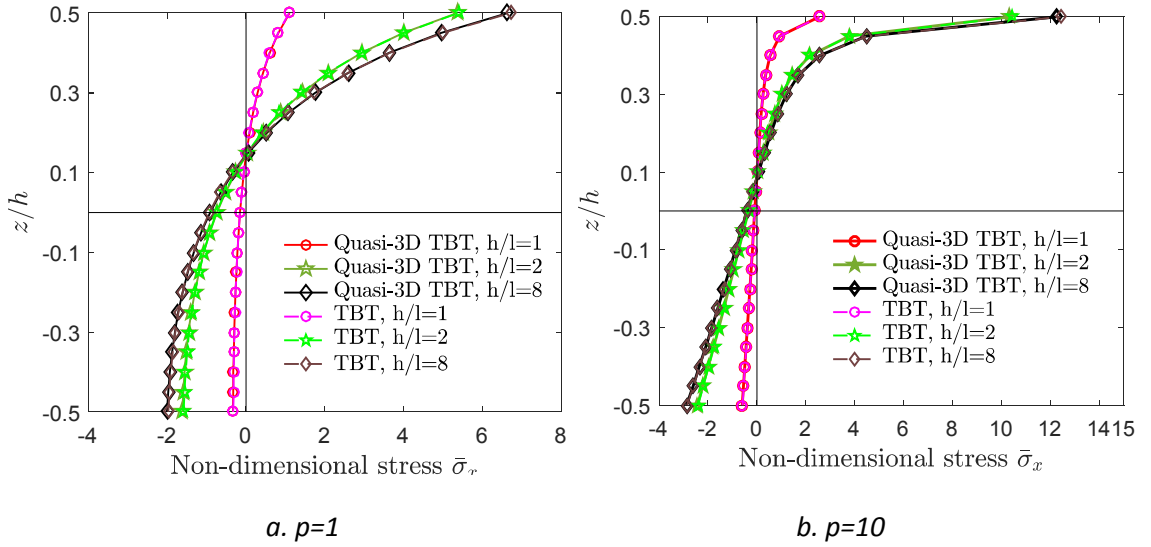 0.5
0.3
0.1
-0.1
-0.3
-0.5
z/h
-4
-2
0
2
4
6
8
Quasi-3D TBT, h/l=1
Quasi-3D TBT, h/l=2
Quasi-3D TBT, h/l=8
TBT, h/l=1
TBT, h/l=2
TBT, h/l=8
Non-dimensional stress σ̄ᵣ
a. p=1
0.5
0.3
0.1
-0.1
-0.3
-0.5
z/h
-4
-2
0
2
4
6
8
10
12
1415
Quasi-3D TBT, h/l=1
Quasi-3D TBT, h/l=2
Quasi-3D TBT, h/l=8
TBT, h/l=1
TBT, h/l=2
TBT, h/l=8
Non-dimensional stress σ̄ₓ
b. p=10